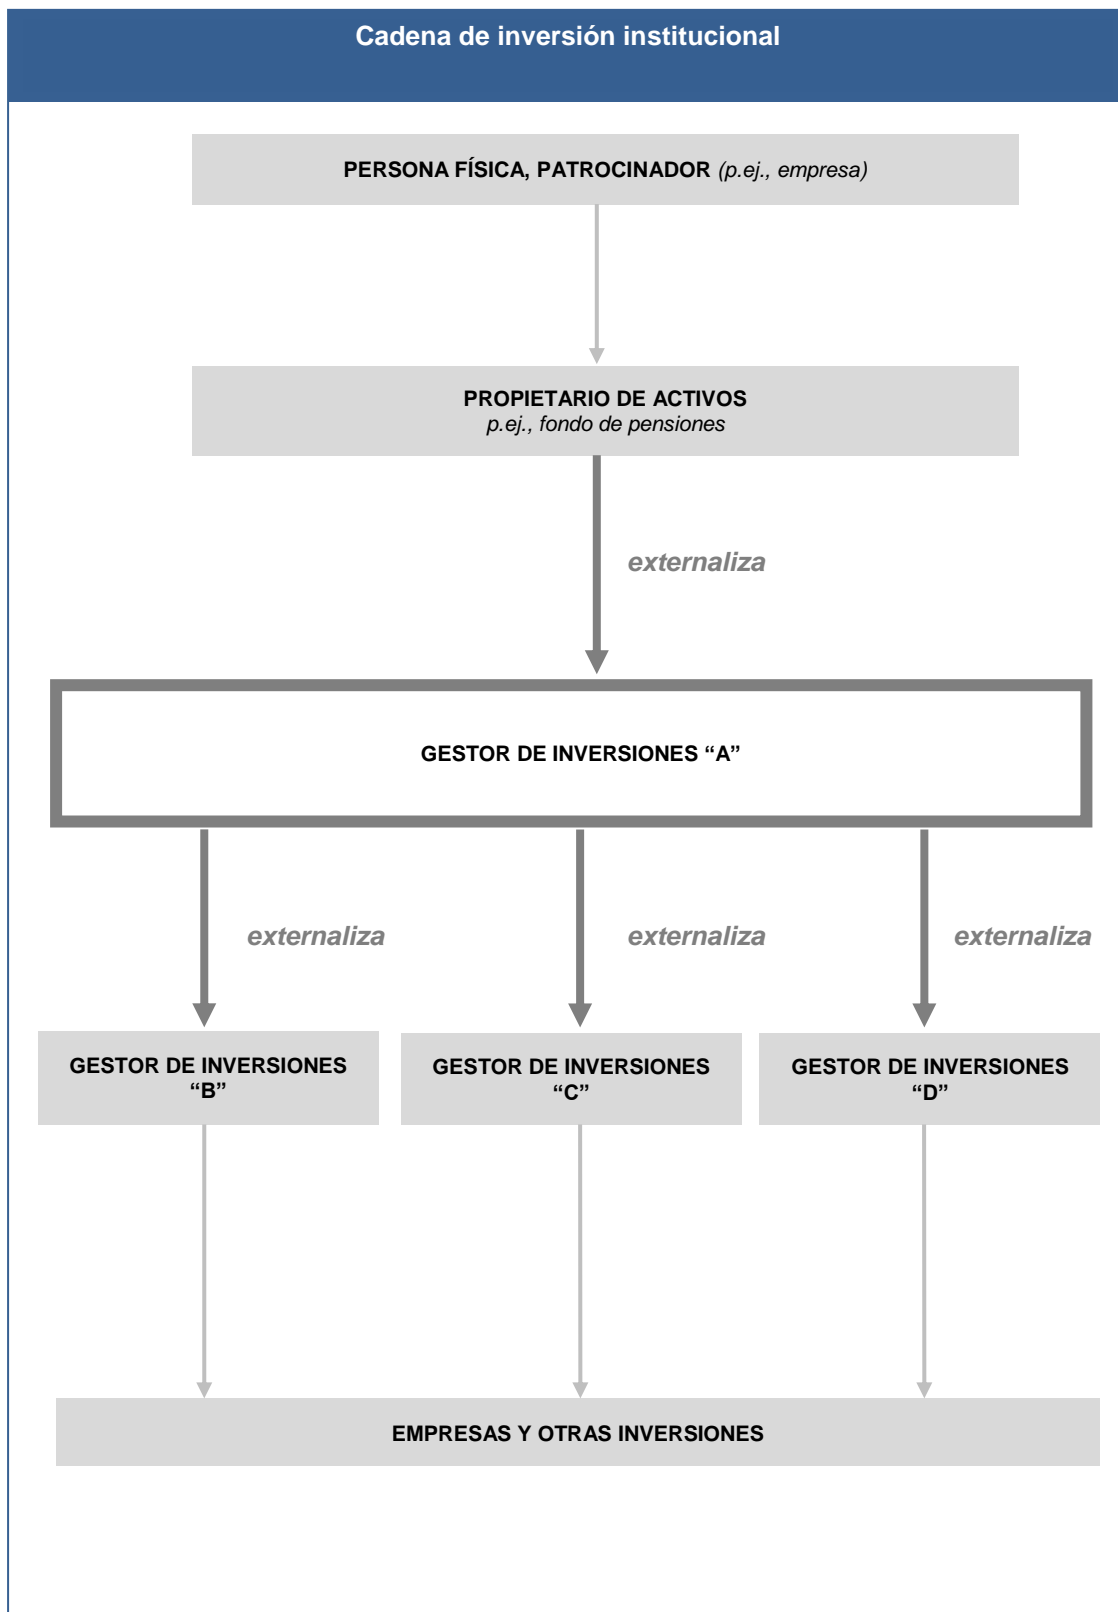 Cadena de inversión institucional
PERSONA FÍSICA, PATROCINADOR (p.ej., empresa)
PROPIETARIO DE ACTIVOS
p.ej., fondo de pensiones
externaliza
GESTOR DE INVERSIONES “A”
externaliza
externaliza
externaliza
GESTOR DE INVERSIONES
“B”
GESTOR DE INVERSIONES
“C”
GESTOR DE INVERSIONES
“D”
EMPRESAS Y OTRAS INVERSIONES